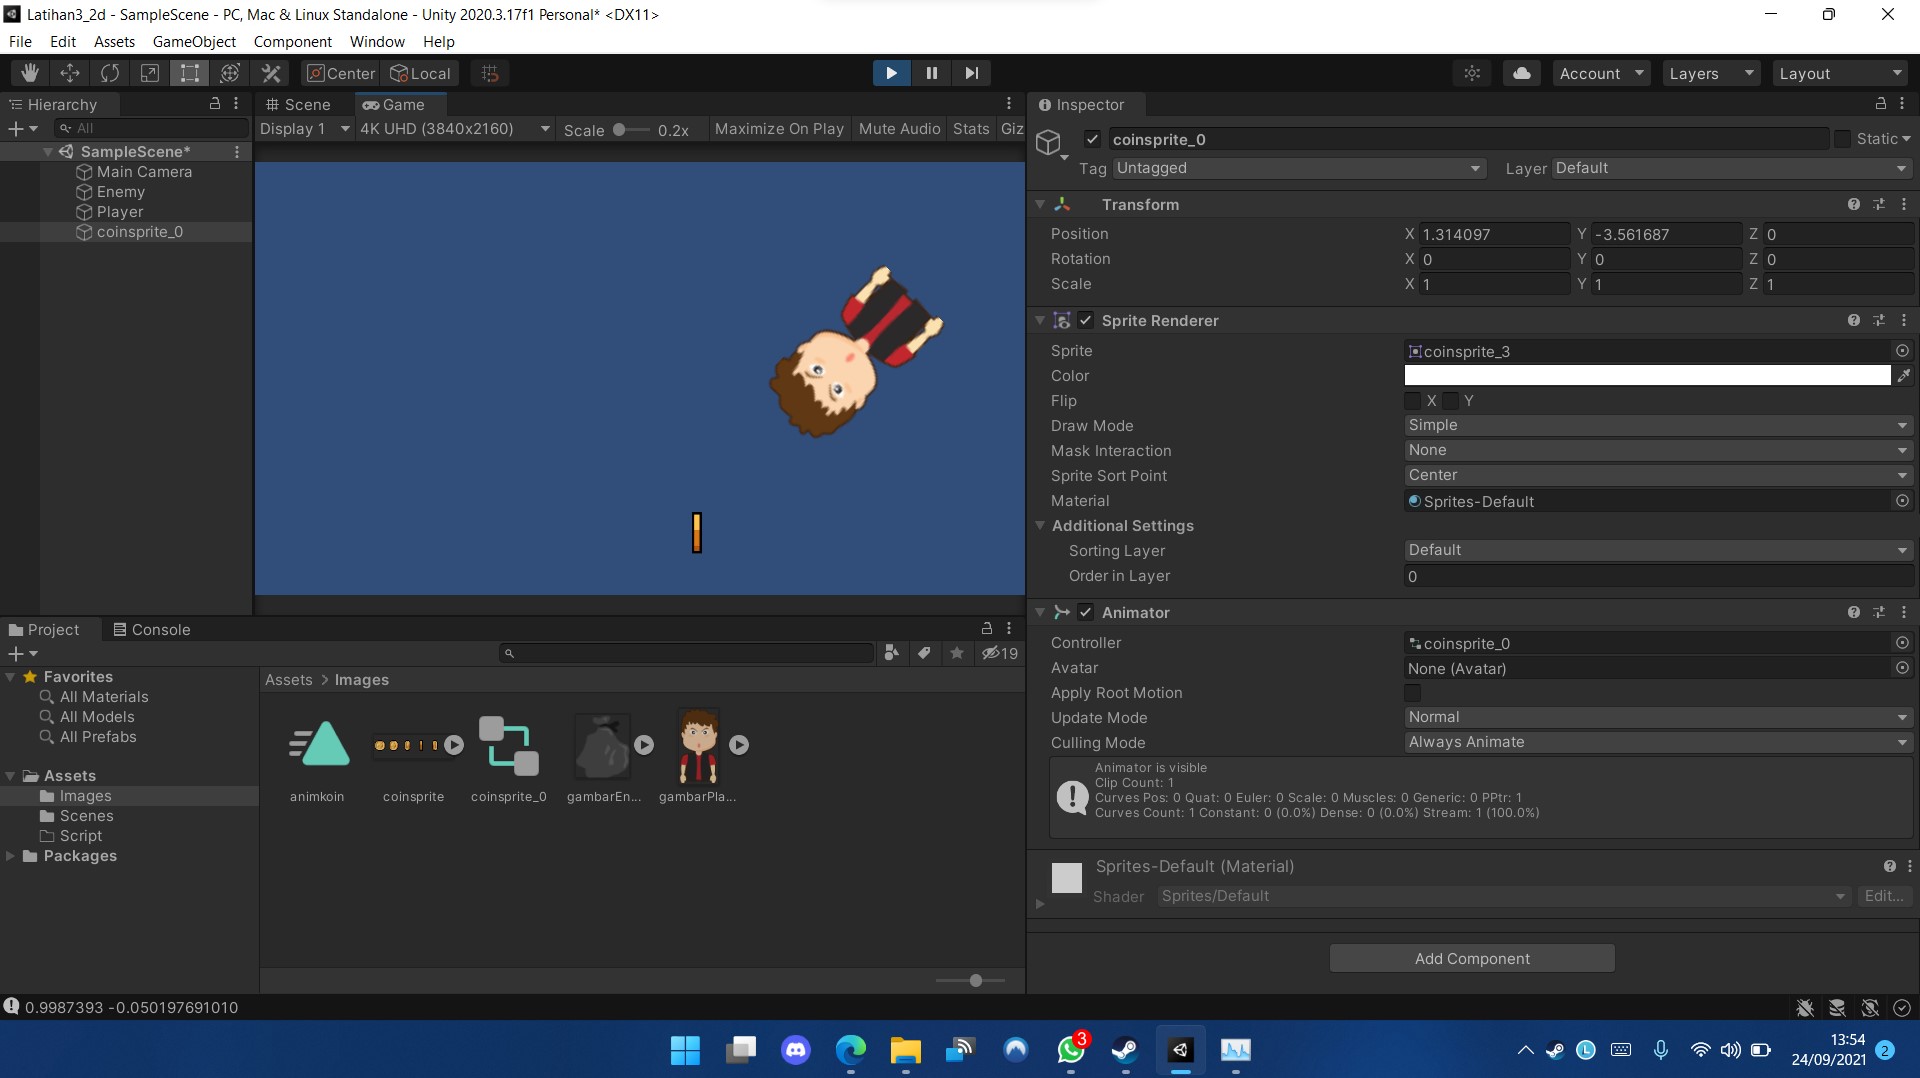 Latihan3_2d - SampleScene - PC, Mac & Linux Standalone - Unity 2020.3.17f1 Personal* <DX11>
File Edit Assets GameObject Component Window Help
Center Local Account Layers Layout
Hierarchy Scene Game Inspector
All Display 1 4K UHD (3840x2160) Scale 0.2x Maximize On Play Mute Audio Stats Giz
coinsprite_0 Static
SampleScene*
Main Camera
Enemy
Player
coinsprite_0
Tag Untagged Layer Default
Transform
Position X 1.314097 Y -3.561687 Z 0
Rotation X 0 Y 0 Z 0
Scale X 1 Y 1 Z 1
Sprite Renderer
Sprite coinsprite_3
Color
Flip X Y
Draw Mode Simple
Mask Interaction None
Sprite Sort Point Center
Material Sprites-Default
Additional Settings
Sorting Layer Default
Order in Layer 0
Animator
Controller coinsprite_0
Avatar None (Avatar)
Apply Root Motion
Update Mode Normal
Culling Mode Always Animate
Animator is visible
Clip Count: 1
Curves Pos: 0 Quat: 0 Euler: 0 Scale: 0 Muscles: 0 Generic: 0 PPtr: 1
Curves Count: 1 Constant: 0 (0.0%) Dense: 0 (0.0%) Stream: 1 (100.0%)
Sprites-Default (Material)
Shader Sprites/Default Edit...
Add Component
Project Console
19
Favorites
All Materials
All Models
All Prefabs
Assets
Images
Scenes
Script
Packages
Assets > Images
animkoin coinsprite coinsprite_0 gambarEn... gambarPla...
0.9987393 -0.050197691010
3
13:54
24/09/2021
2